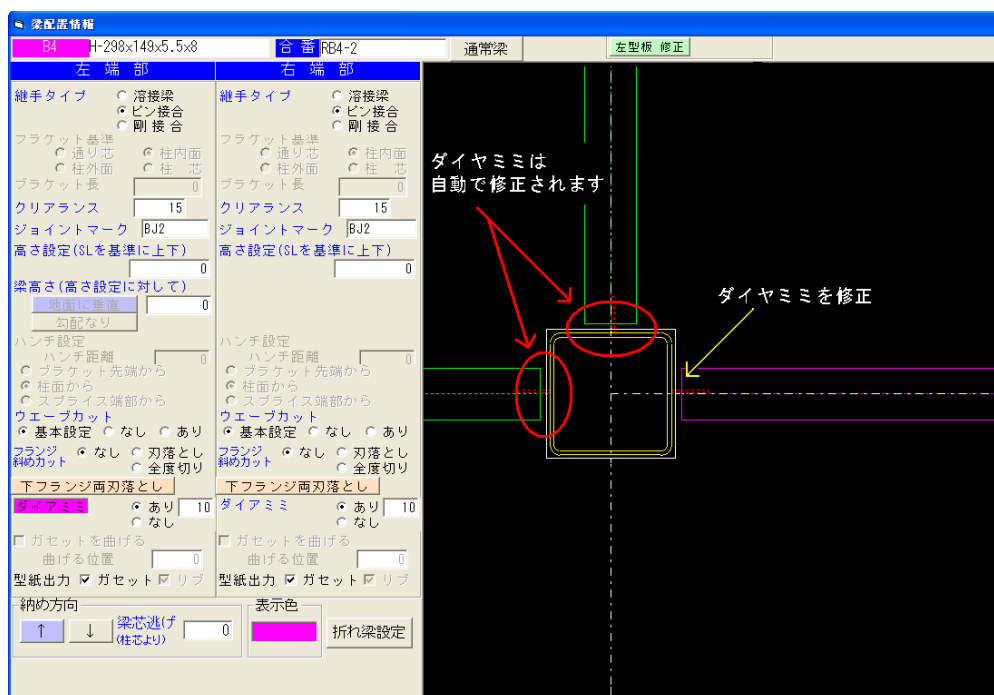 梁配置情報
B4 H-298x149x5.5x8 合番 RB4-2 通常梁 左型板 修正
左 端 部 右 端 部
継手タイプ 溶接梁 継手タイプ 溶接梁
ピン接合 ピン接合
剛 接 合 剛 接 合
ブラケット基準 ブラケット基準
通り芯 柱内面 通り芯 柱内面
柱外面 柱 芯 柱外面 柱 芯
ブラケット長 0 ブラケット長 0
クリアランス 15 クリアランス 15
ジョイントマーク BJ2 ジョイントマーク BJ2
高さ設定(SLを基準に上下) 高さ設定(SLを基準に上下)
0 0
梁高さ(高さ設定に対して)
地面に垂直 0
勾配なり
ハンチ設定 ハンチ設定
ハンチ距離 0 ハンチ距離 0
ブラケット先端から ブラケット先端から
柱面から 柱面から
スプライス端部から スプライス端部から
ウエーブカット ウエーブカット
基本設定 なし あり 基本設定 なし あり
フランジ 斜めカット なし 刃落とし フランジ 斜めカット なし 刃落とし
全度切り 全度切り
下フランジ両刃落とし 下フランジ両刃落とし
ダイアミミ あり 10 ダイアミミ あり 10
なし なし
ガセットを曲げる ガセットを曲げる
曲げる位置 0 曲げる位置 0
型紙出力 ガセット リブ 型紙出力 ガセット リブ
納め方向 表示色
↑ ↓ 梁芯逃げ 0 折れ梁設定
(柱芯より)
ダイヤミミは
自動で修正されます
ダイヤミミを修正